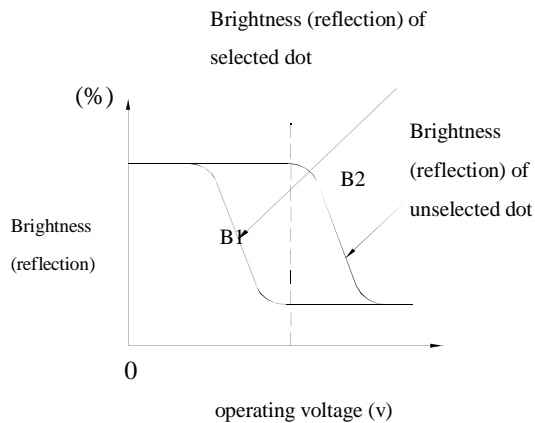 Brightness (reflection) of
selected dot
(%)
Brightness
(reflection) of
unselected dot
B2
B1
Brightness
(reflection)
0
operating voltage (v)